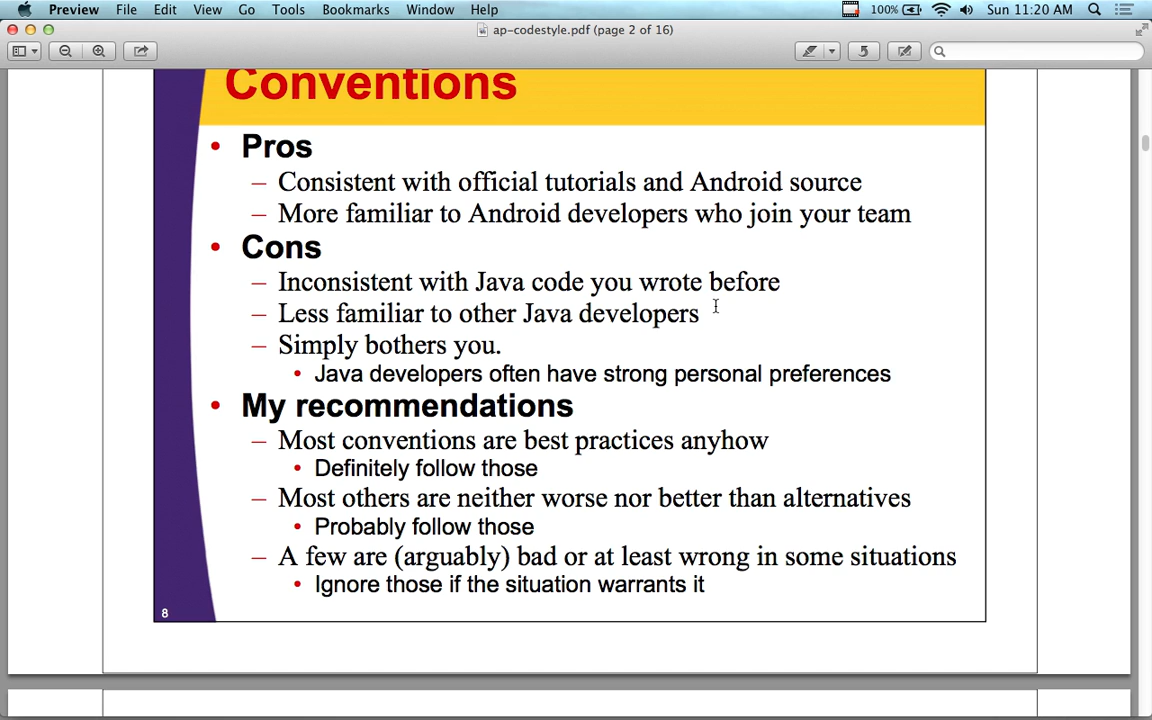 Preview File Edit View Go Tools Bookmarks Window Help 100% Sun 11:20 AM
ap-codestyle.pdf (page 2 of 16)
Conventions
• Pros
– Consistent with official tutorials and Android source
– More familiar to Android developers who join your team
• Cons
– Inconsistent with Java code you wrote before
– Less familiar to other Java developers
– Simply bothers you.
• Java developers often have strong personal preferences
• My recommendations
– Most conventions are best practices anyhow
• Definitely follow those
– Most others are neither worse nor better than alternatives
• Probably follow those
– A few are (arguably) bad or at least wrong in some situations
• Ignore those if the situation warrants it
8